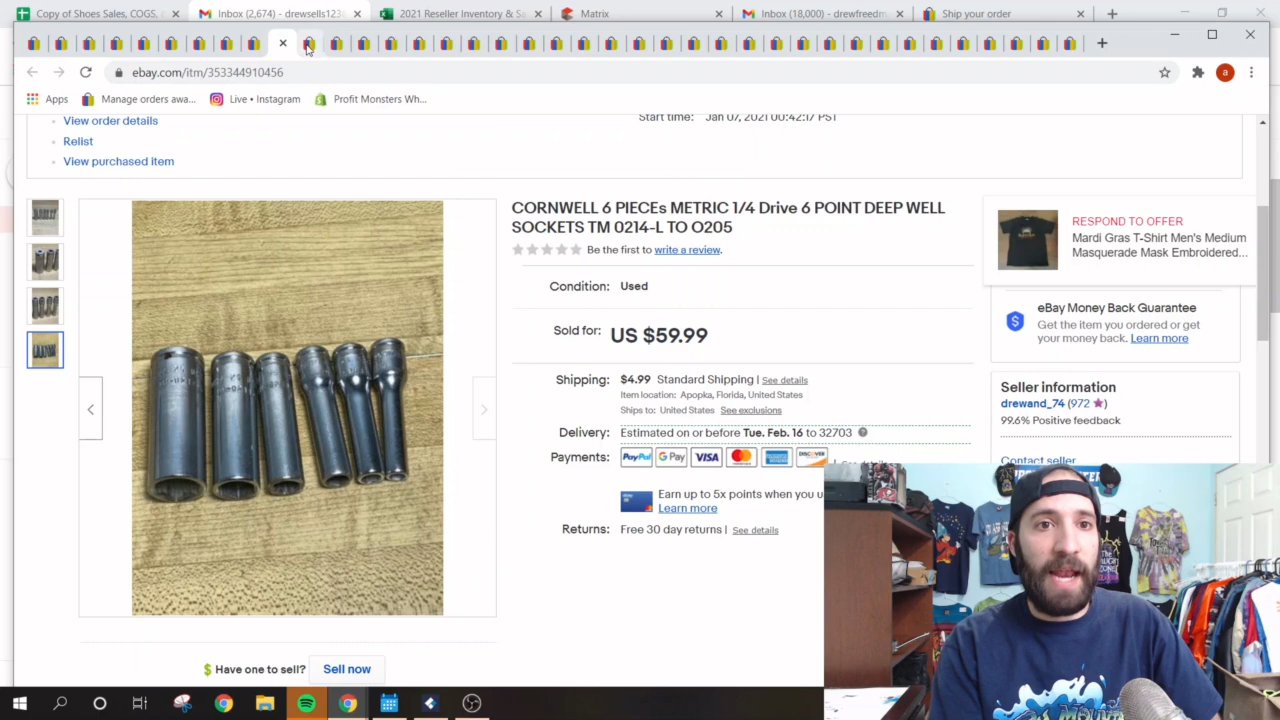 Copy of Shoes Sales, COGS,
Inbox (2,674) - drewsells123
2021 Reseller Inventory & Sa
Matrix
Inbox (18,000) - drewfreedm
Ship your order
ebay.com/itm/353344910456
Apps
Manage orders awa...
Live • Instagram
Profit Monsters Wh...
View order details
Relist
View purchased item
Start time: Jan 07, 2021 00:42:17 PST
CORNWELL 6 PIECEs METRIC 1/4 Drive 6 POINT DEEP WELL
SOCKETS TM 0214-L TO O205
Be the first to write a review.
Condition: Used
Sold for: US $59.99
Shipping: $4.99 Standard Shipping | See details
Item location: Apopka, Florida, United States
Ships to: United States See exclusions
Delivery: Estimated on or before Tue. Feb. 16 to 32703
Payments: PayPal G Pay VISA
DISCOVER
See details
Earn up to 5x points when you u
Learn more
Returns: Free 30 day returns | See details
RESPOND TO OFFER
Mardi Gras T-Shirt Men's Medium
Masquerade Mask Embroidered...
eBay Money Back Guarantee
Get the item you ordered or get
your money back. Learn more
Seller information
drewand_74 (972 )
99.6% Positive feedback
Contact seller
Have one to sell? Sell now